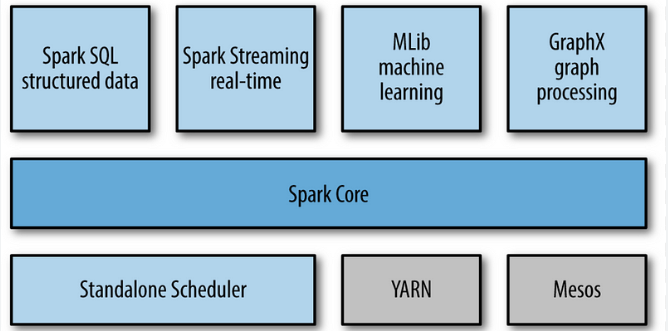 Spark SQL
structured data
Spark Streaming
real-time
MLib
machine
learning
GraphX
graph
processing
Spark Core
Standalone Scheduler
YARN
Mesos